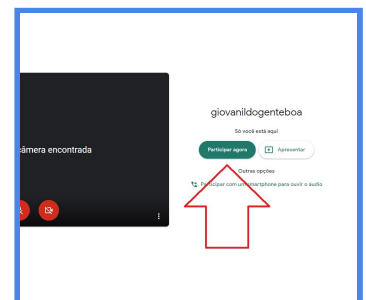 giovanildogenteboa
Só você está aqui
câmera encontrada
Participar agora
Apresentar
Outras opções
Participar com um smartphone para ouvir o áudio